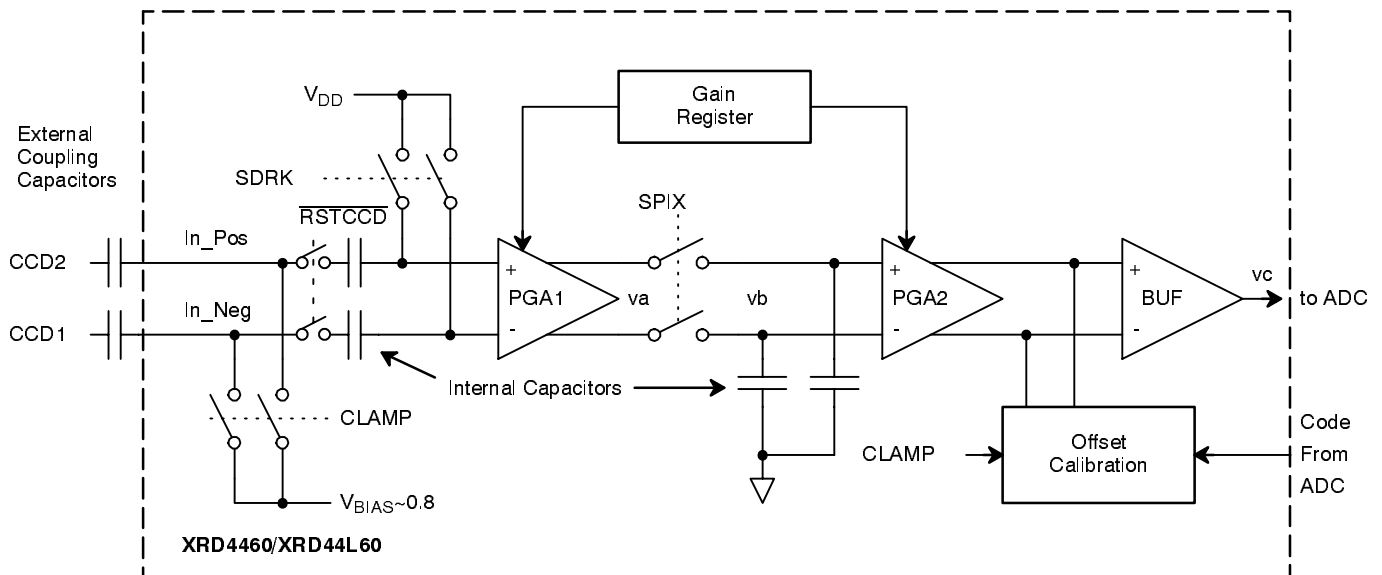 Gain
Register
V_DD
External
Coupling
Capacitors
SDRK
RSTCCD
SPIX
In_Pos
CCD2
+
+
+
PGA1
va
vb
PGA2
BUF
vc
to ADC
In_Neg
CCD1
-
-
-
Internal Capacitors
CLAMP
CLAMP
Offset
Calibration
Code
From
ADC
V_BIAS~0.8
XRD4460/XRD44L60